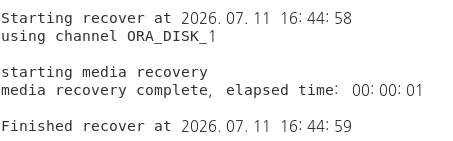 Starting recover at 2026. 07. 11  16: 44: 58
using channel ORA_DISK_1
starting media recovery
media recovery complete,  elapsed time:  00: 00: 01
Finished recover at 2026. 07. 11  16: 44: 59